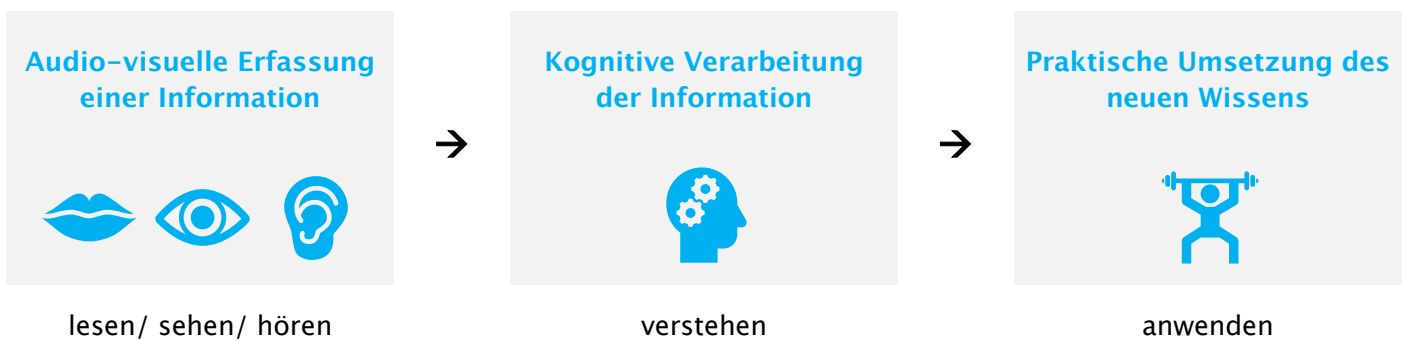 Audio-visuelle Erfassung
einer Information
Kognitive Verarbeitung
der Information
Praktische Umsetzung des
neuen Wissens
→
→
lesen/ sehen/ hören
verstehen
anwenden